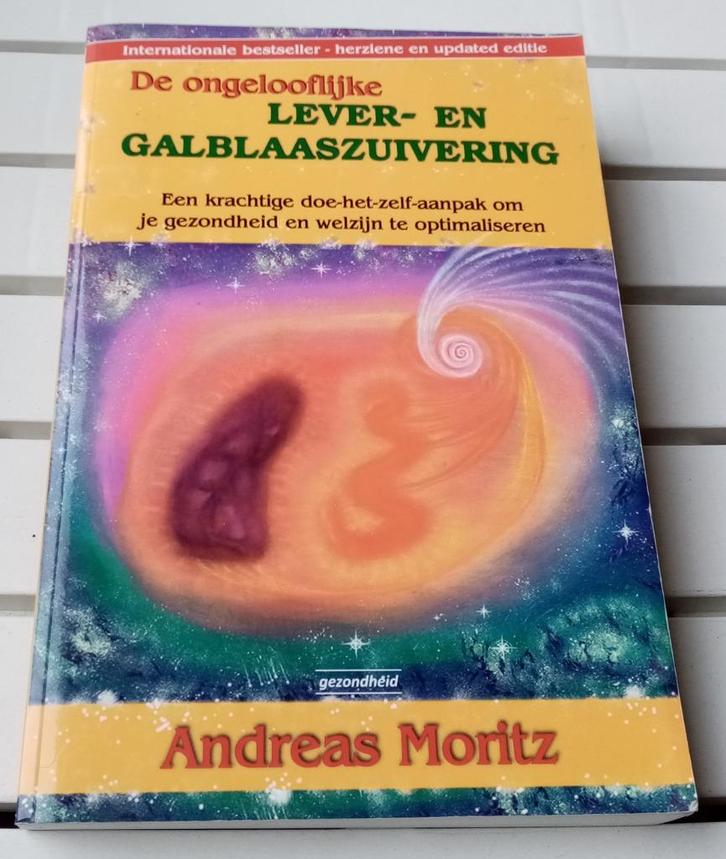 Internationale bestseller - herziene en updated editie
De ongelooflijke
LEVER- EN
GALBLAASZUIVERING
Een krachtige doe-het-zelf-aanpak om
je gezondheid en welzijn te optimaliseren
gezondheid
Andreas Moritz